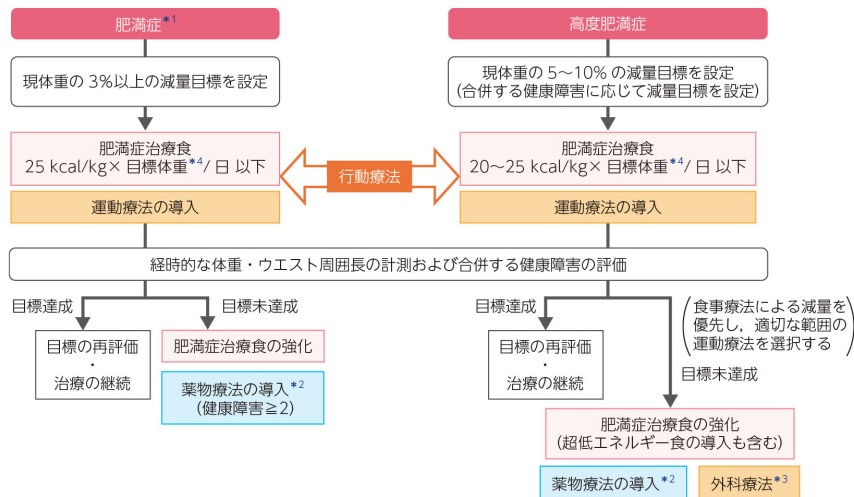 肥満症*1
高度肥満症
現体重の 3%以上の減量目標を設定
現体重の 5〜10% の減量目標を設定
(合併する健康障害に応じて減量目標を設定)
肥満症治療食
25 kcal/kg× 目標体重*4/ 日 以下
行動療法
肥満症治療食
20〜25 kcal/kg× 目標体重*4/ 日 以下
運動療法の導入
運動療法の導入
経時的な体重・ウエスト周囲長の計測および合併する健康障害の評価
目標達成
目標未達成
目標の再評価
・
治療の継続
肥満症治療食の強化
薬物療法の導入*2
(健康障害≧2)
目標達成
(食事療法による減量を
優先し，適切な範囲の
運動療法を選択する)
目標の再評価
・
治療の継続
目標未達成
肥満症治療食の強化
(超低エネルギー食の導入も含む)
薬物療法の導入*2
外科療法*3